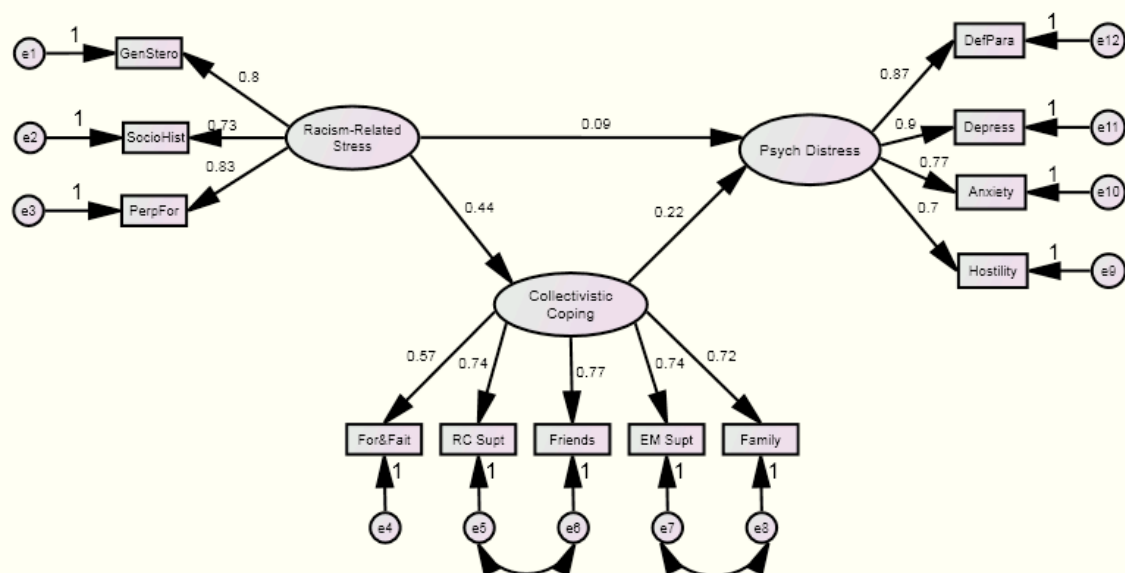 e1
1
GenStero
0.8
e2
1
SocioHist
0.73
e3
1
PerpFor
0.83
Racism-Related
Stress
0.09
0.44
Psych Distress
0.22
Collectivistic
Coping
0.87
DefPara
1
e12
0.9
Depress
1
e11
0.77
Anxiety
1
e10
0.7
Hostility
1
e9
0.57
0.74
0.77
0.74
0.72
For&Fait
RC Supt
Friends
EM Supt
Family
1
1
1
1
1
e4
e5
e6
e7
e8